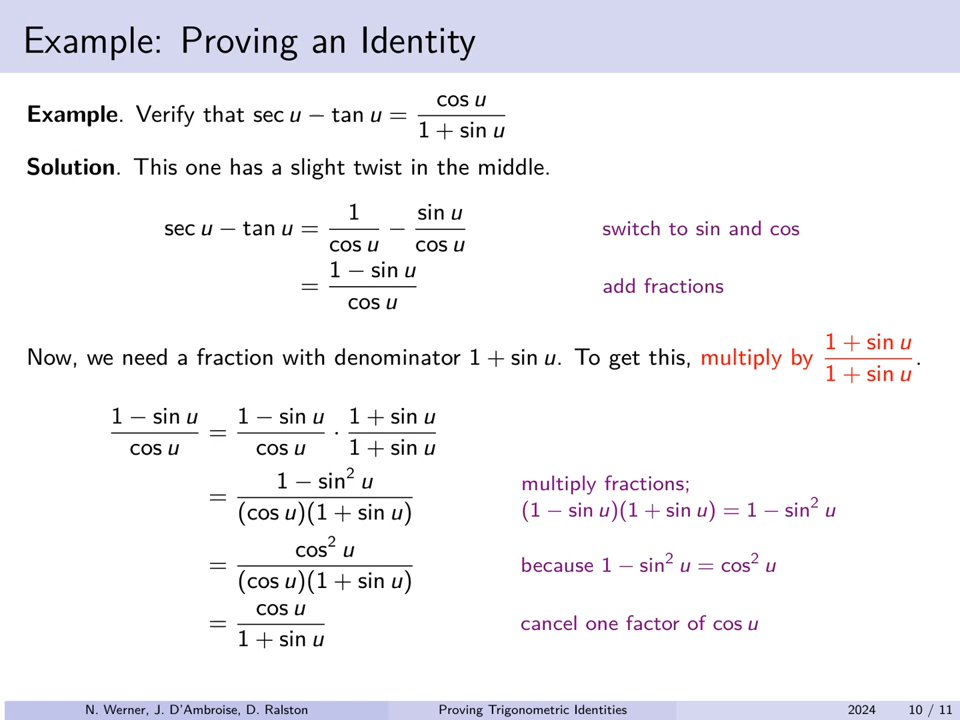 Example: Proving an Identity
Example. Verify that sec u − tan u = cos u / (1 + sin u)
Solution. This one has a slight twist in the middle.
sec u − tan u = 1 / cos u − sin u / cos u switch to sin and cos
= (1 − sin u) / cos u add fractions
Now, we need a fraction with denominator 1 + sin u. To get this, multiply by (1 + sin u) / (1 + sin u).
(1 − sin u) / cos u = (1 − sin u) / cos u · (1 + sin u) / (1 + sin u)
= (1 − sin² u) / ((cos u)(1 + sin u)) multiply fractions;
(1 − sin u)(1 + sin u) = 1 − sin² u
= cos² u / ((cos u)(1 + sin u)) because 1 − sin² u = cos² u
= cos u / (1 + sin u) cancel one factor of cos u
N. Werner, J. D'Ambroise, D. Ralston Proving Trigonometric Identities 2024 10 / 11